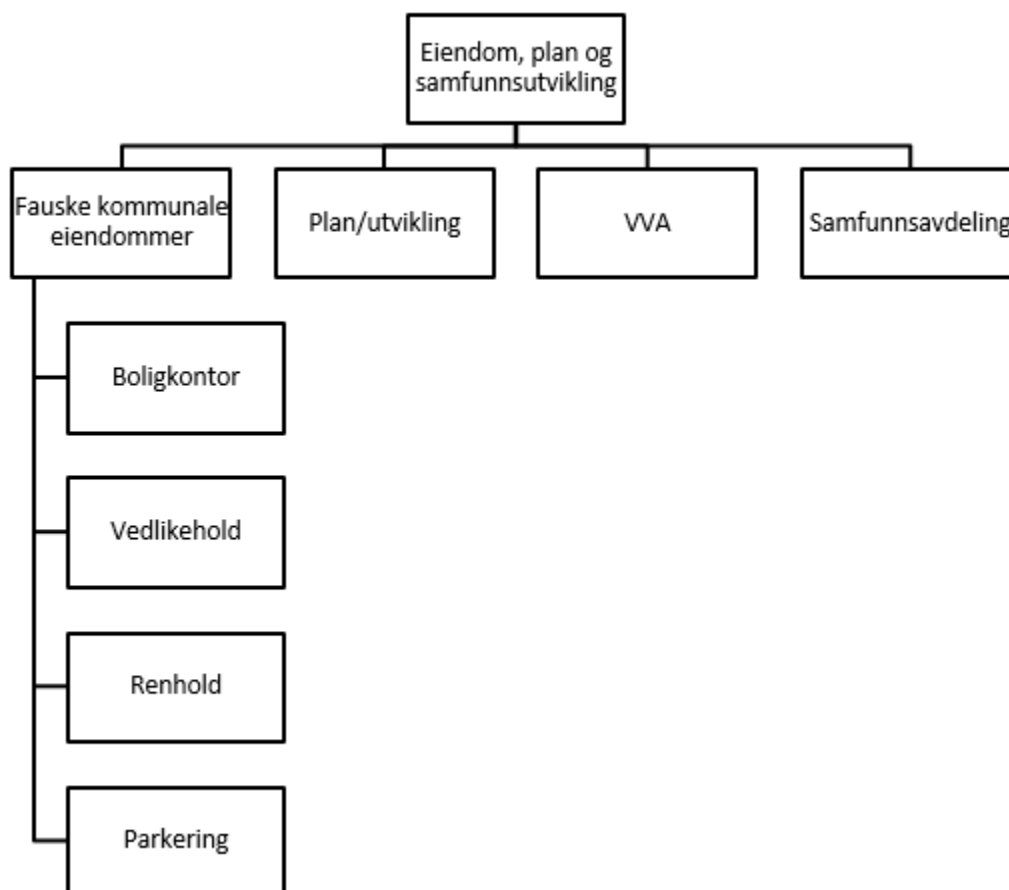 Eiendom, plan og
samfunnsutvikling
Fauske kommunale
eiendommer
Plan/utvikling
VVA
Samfunnsavdeling
Boligkontor
Vedlikehold
Renhold
Parkering